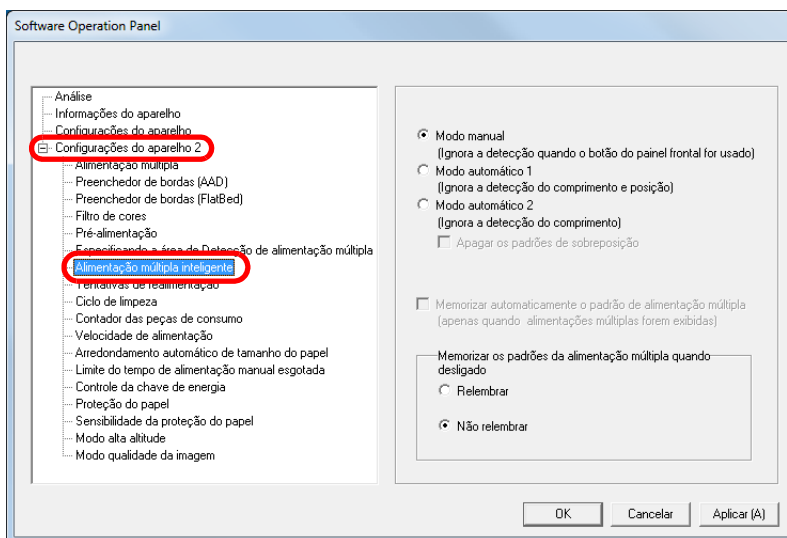 Software Operation Panel
Análise
Informações do aparelho
Configurações do aparelho
Configurações do aparelho 2
Alimentação múltipla
Preenchedor de bordas (AAD)
Preenchedor de bordas (FlatBed)
Filtro de cores
Pré-alimentação
Especificando a área de Detecção de alimentação múltipla
Alimentação múltipla inteligente
Tentativas de realimentação
Ciclo de limpeza
Contador das peças de consumo
Velocidade de alimentação
Arredondamento automático de tamanho do papel
Limite do tempo de alimentação manual esgotada
Controle da chave de energia
Proteção do papel
Sensibilidade da proteção do papel
Modo alta altitude
Modo qualidade da imagem
Modo manual
(Ignora a detecção quando o botão do painel frontal for usado)
Modo automático 1
(Ignora a detecção do comprimento e posição)
Modo automático 2
(Ignora a detecção do comprimento)
Apagar os padrões de sobreposição
Memorizar automaticamente o padrão de alimentação múltipla
(apenas quando alimentações múltiplas forem exibidas)
Memorizar os padrões da alimentação múltipla quando
desligado
Relembrar
Não relembrar
OK
Cancelar
Aplicar (A)